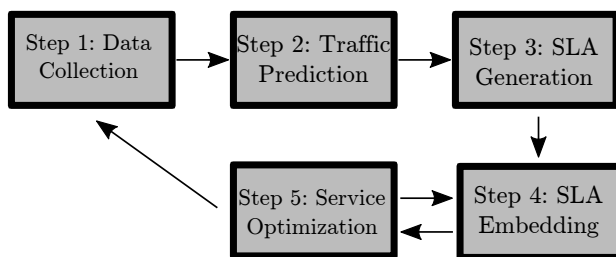 Step 1: Data
Collection
Step 2: Traffic
Prediction
Step 3: SLA
Generation
Step 4: SLA
Embedding
Step 5: Service
Optimization